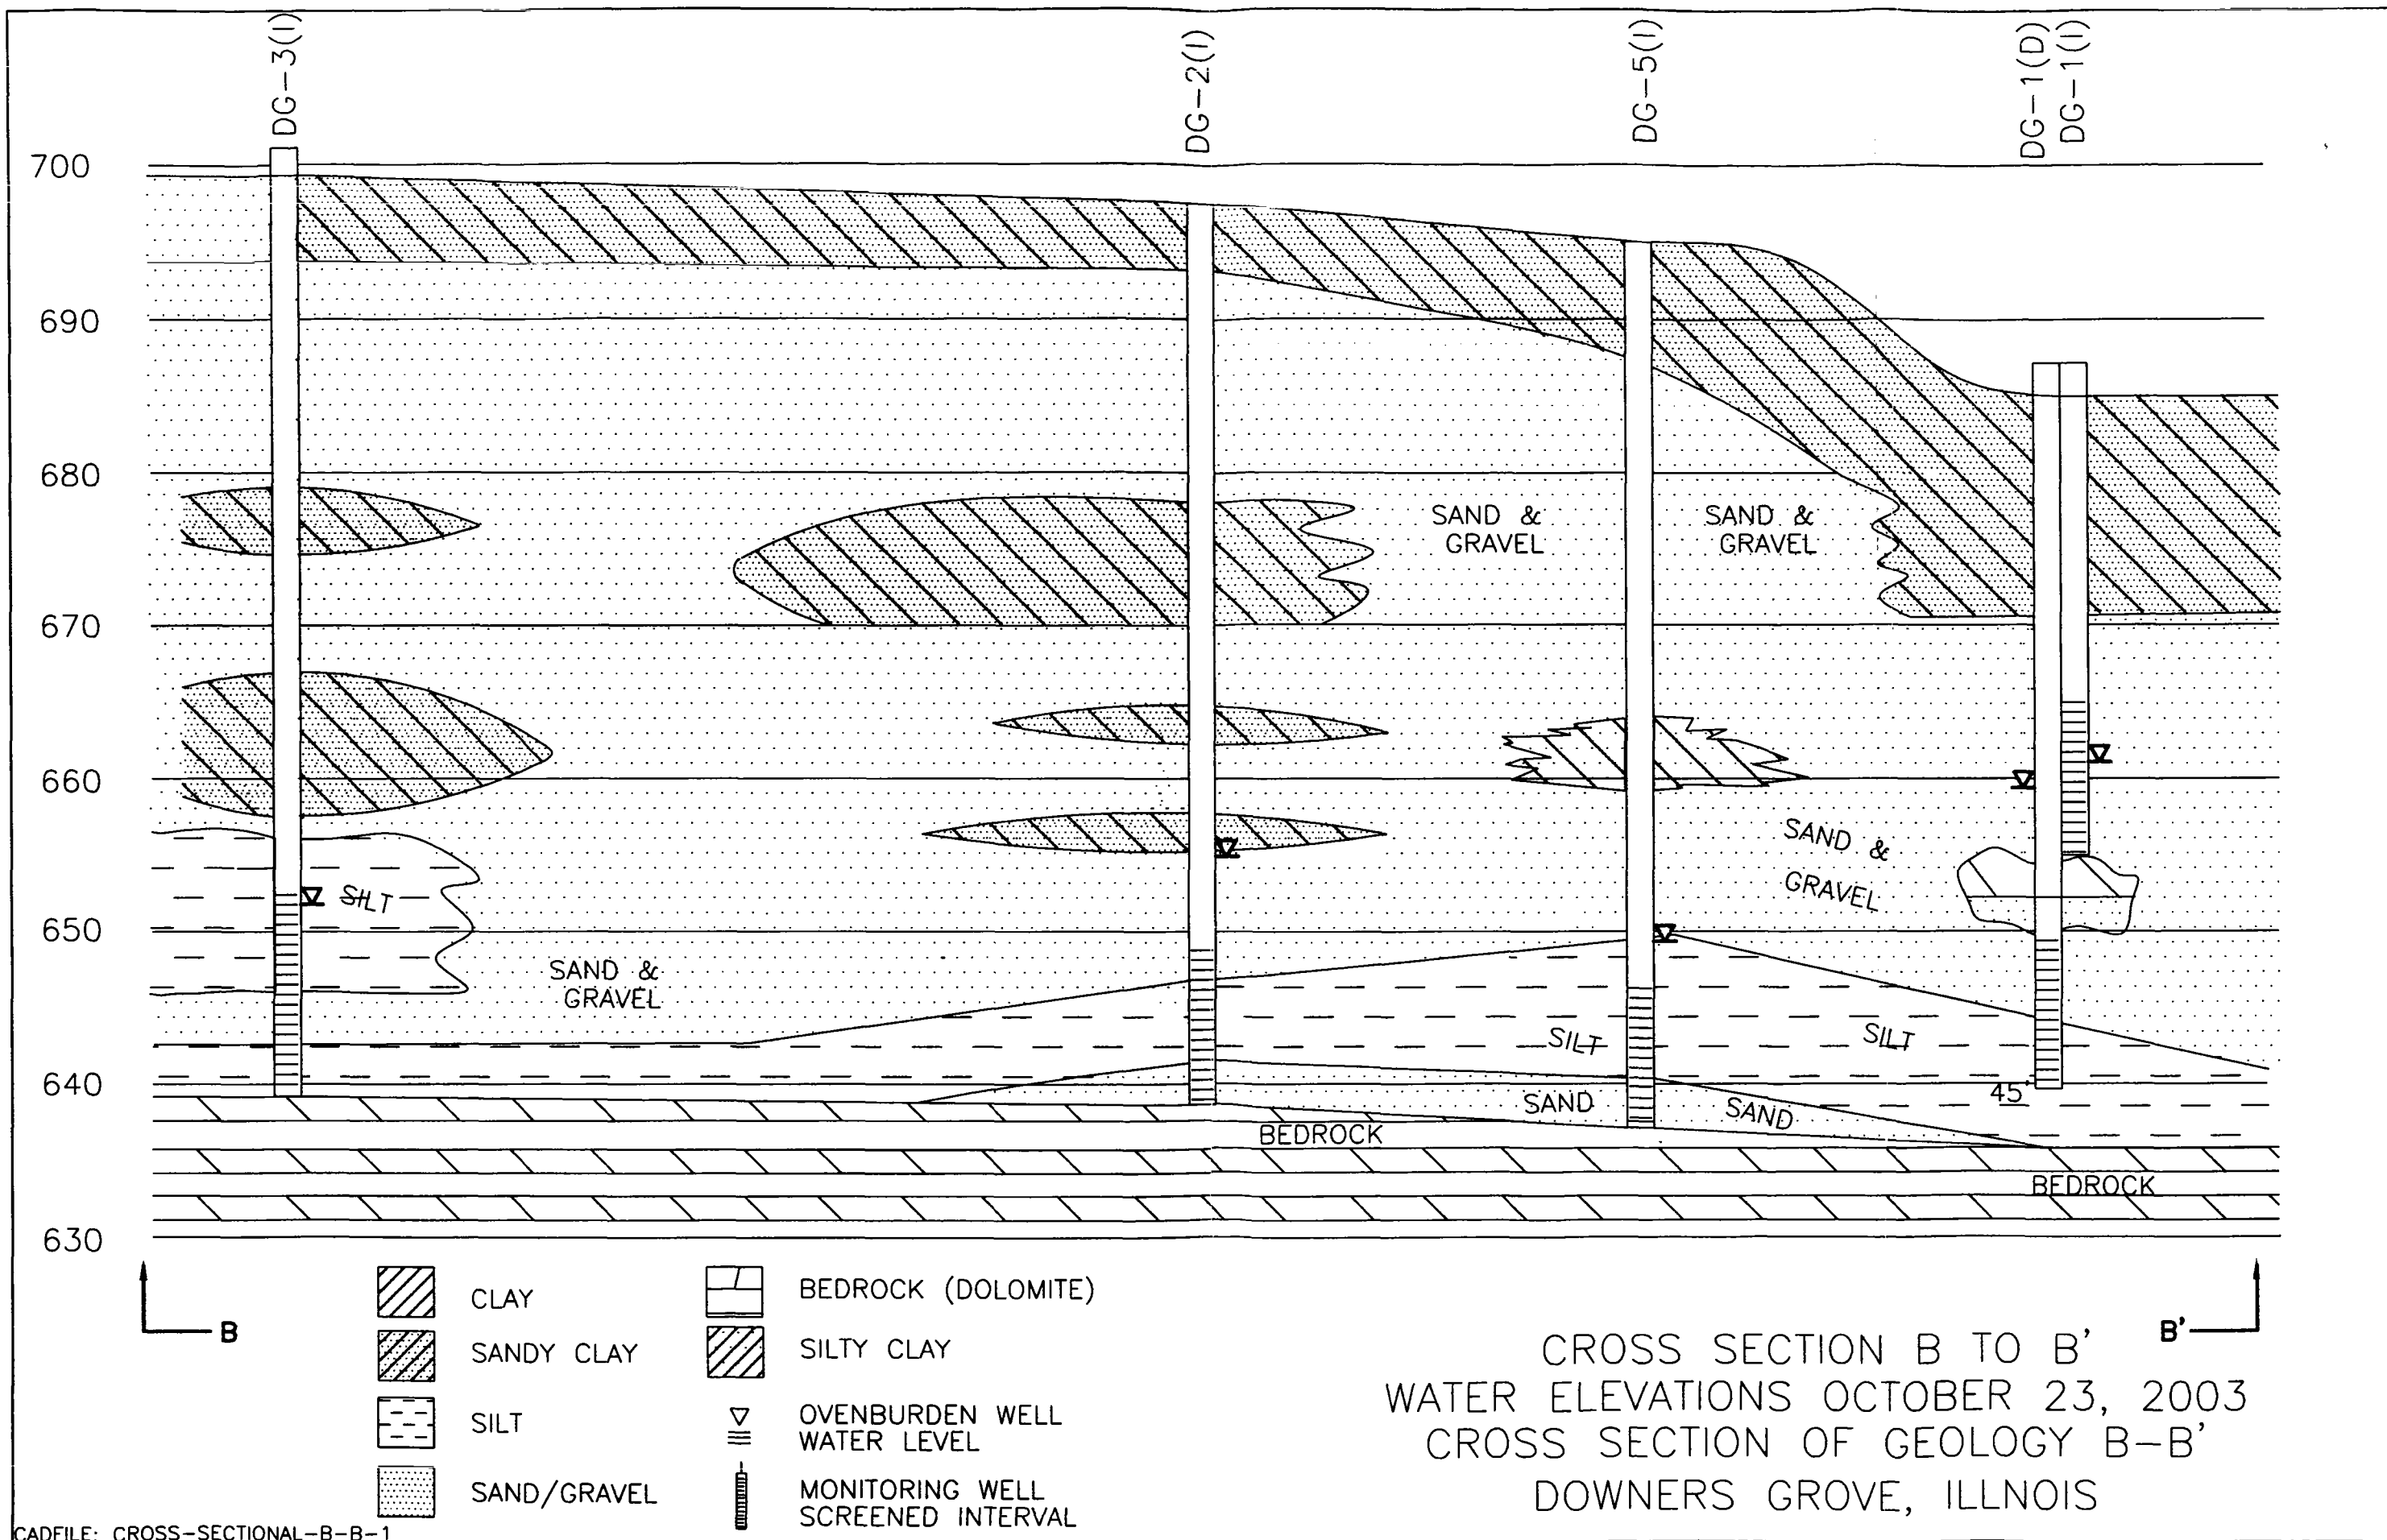 DG-3(I)
DG-2(I)
DG-5(I)
DG-1(D)
DG-1(I)
700
690
680
670
660
650
640
630
SAND &
GRAVEL
SAND &
GRAVEL
SAND &
GRAVEL
SILT
SAND &
GRAVEL
SILT
SILT
45'
SAND
SAND
BEDROCK
BEDROCK
B
B'
CLAY
SANDY CLAY
SILT
SAND/GRAVEL
BEDROCK (DOLOMITE)
SILTY CLAY
OVENBURDEN WELL
WATER LEVEL
MONITORING WELL
SCREENED INTERVAL
CROSS SECTION B TO B'
WATER ELEVATIONS OCTOBER 23, 2003
CROSS SECTION OF GEOLOGY B-B'
DOWNERS GROVE, ILLNOIS
CADFILE: CROSS-SECTIONAL-B-B-1